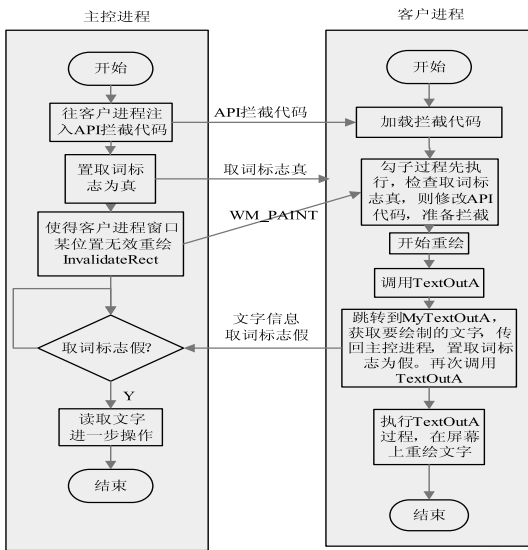 主控进程
开始
往客户进程注
入API拦截代码
置取词标
志为真
使得客户进程窗口
某位置无效重绘
InvalidateRect
取词标志假?
Y
读取文字
进一步操作
结束
API拦截代码
取词标志真
WM_PAINT
文字信息
取词标志假
客户进程
开始
加载拦截代码
勾子过程先执
行，检查取词标
志真，则修改API
代码，准备拦截
开始重绘
调用TextOutA
跳转到MyTextOutA，
获取要绘制的文字，传
回主控进程，置取词标
志为假。再次调用
TextOutA
执行TextOutA
过程，在屏幕
上重绘文字
结束